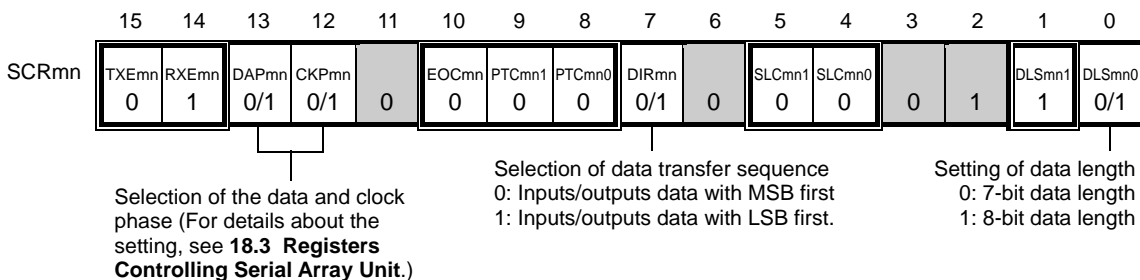 15 14 13 12 11 10 9 8 7 6 5 4 3 2 1 0
SCRmn TXEmn RXEmn DAPmn CKPmn EOCmn PTCmn1 PTCmn0 DIRmn SLCmn1 SLCmn0 DLSmn1 DLSmn0
0 1 0/1 0/1 0 0 0 0 0/1 0 0 0 0 1 1 0/1
Selection of the data and clock
phase (For details about the
setting, see 18.3 Registers
Controlling Serial Array Unit.)
Selection of data transfer sequence
0: Inputs/outputs data with MSB first
1: Inputs/outputs data with LSB first.
Setting of data length
0: 7-bit data length
1: 8-bit data length